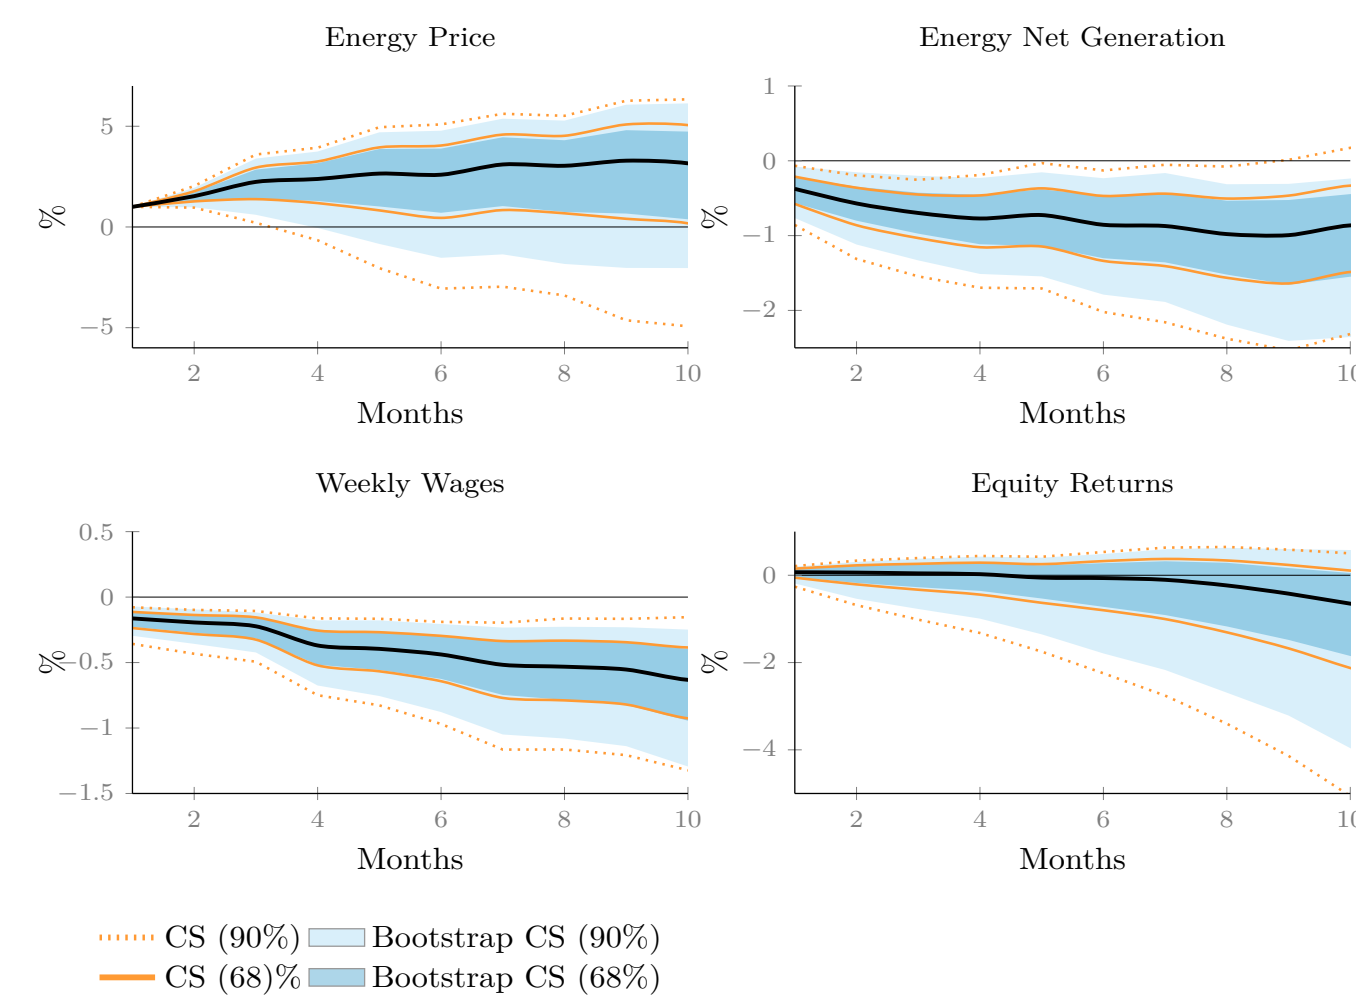 Energy Price
5
0
−5
%
2 4 6 8 10
Months
Energy Net Generation
1
0
−1
−2
%
2 4 6 8 10
Months
Weekly Wages
0.5
0
−0.5
−1
−1.5
%
2 4 6 8 10
Months
Equity Returns
0
−2
−4
%
2 4 6 8 10
Months
CS (90%) Bootstrap CS (90%)
CS (68)% Bootstrap CS (68%)